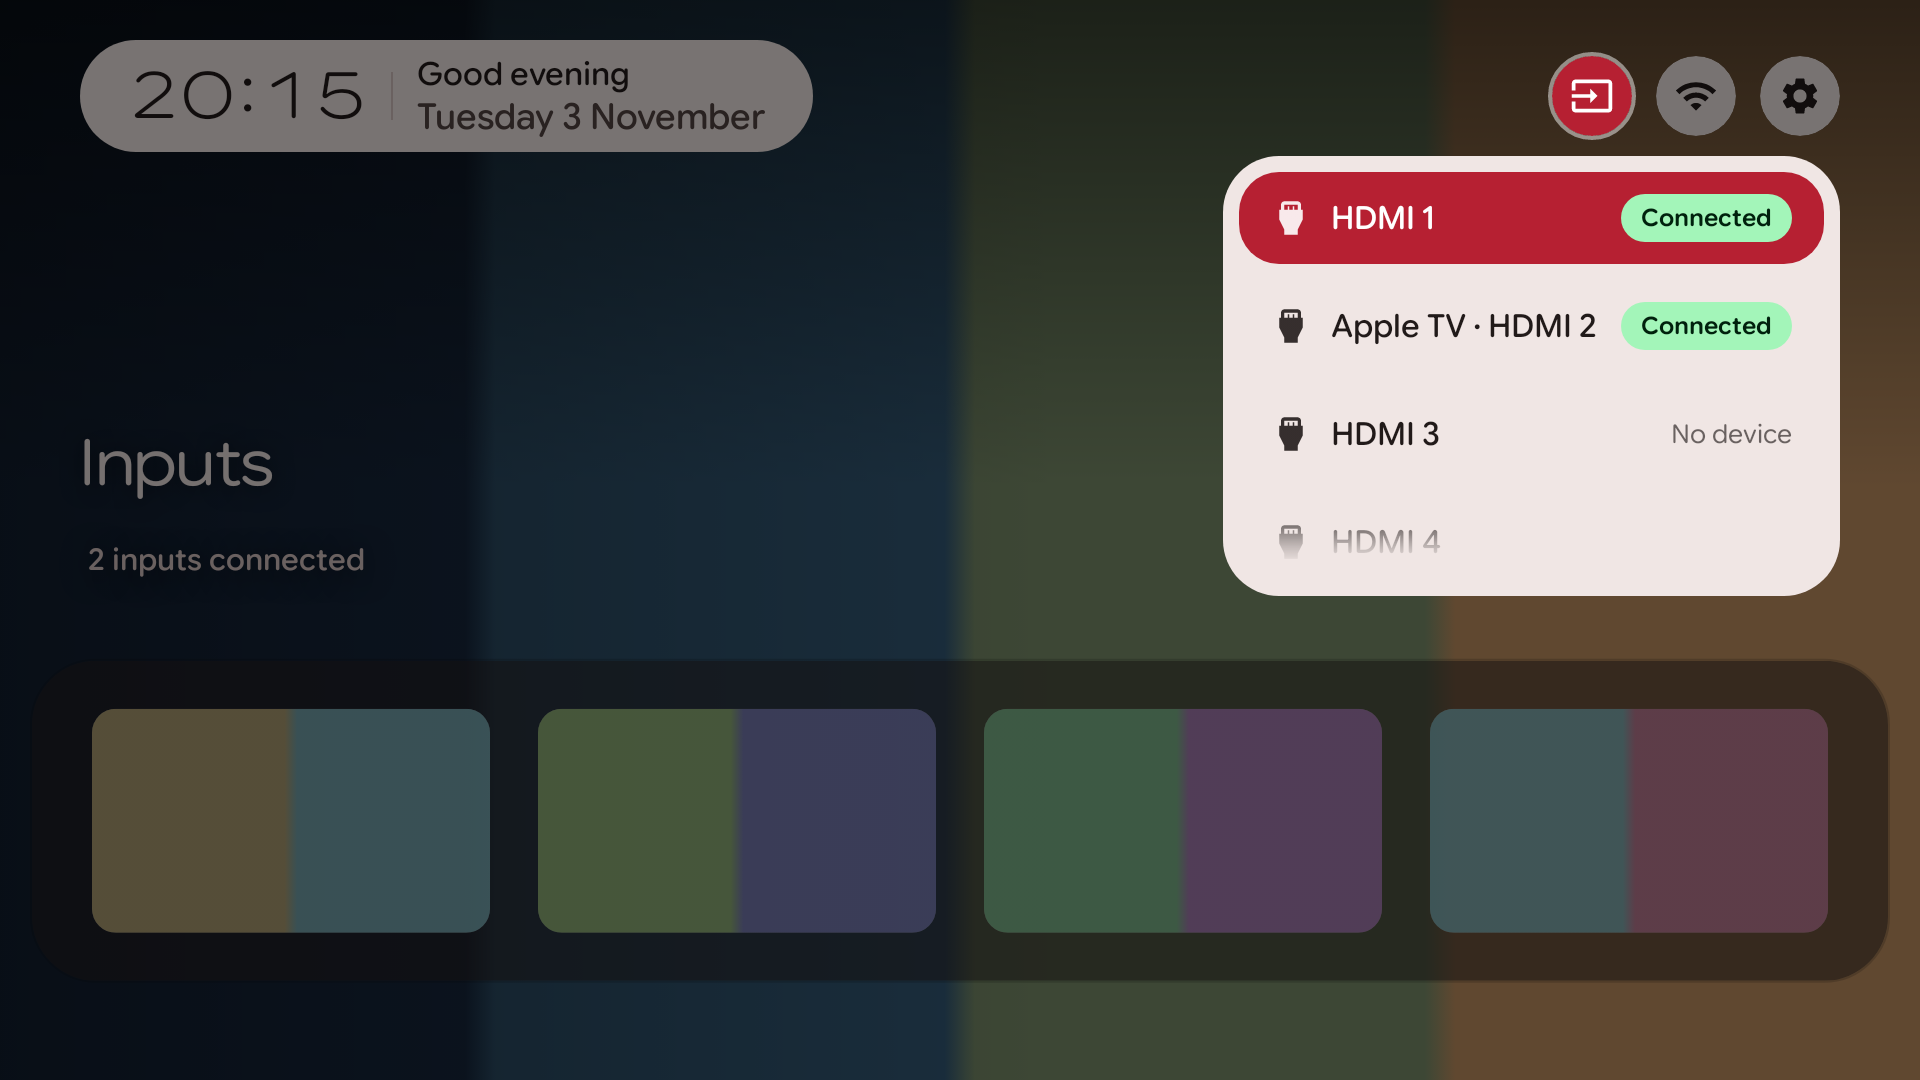 20:15
Good evening
Tuesday 3 November
HDMI 1 Connected
Apple TV · HDMI 2 Connected
HDMI 3 No device
HDMI 4
Inputs
2 inputs connected